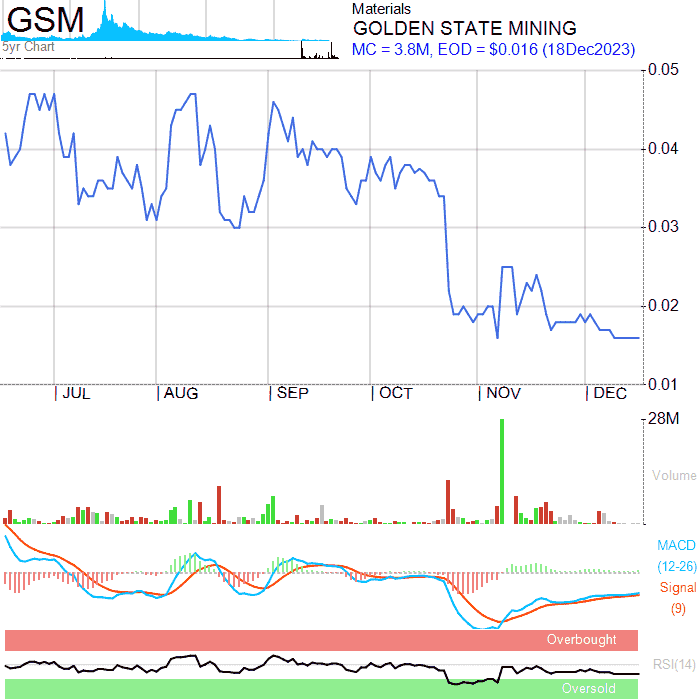 GSM
5yr Chart
Materials
GOLDEN STATE MINING
MC = 3.8M, EOD = $0.016 (18Dec2023)
0.05
0.04
0.03
0.02
0.01
JUL AUG SEP OCT NOV DEC
28M
Volume
MACD
(12-26)
Signal
(9)
Overbought
RSI(14)
Oversold